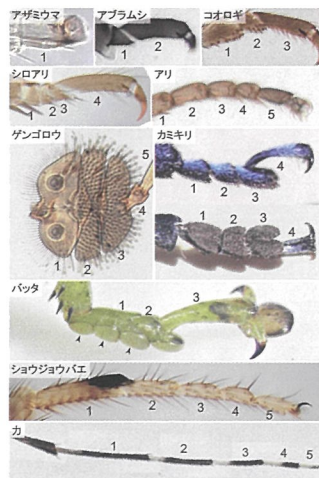 アザミウマ
1
アブラムシ
1 2
コオロギ
1 2 3
シロアリ
1 2 3 4
アリ
1 2 3 4 5
ゲンゴロウ
1 2 3 4 5
カミキリ
1 2 3 4
1 2 3 4
バッタ
1 2 3
ショウジョウバエ
1 2 3 4 5
カ
1 2 3 4 5